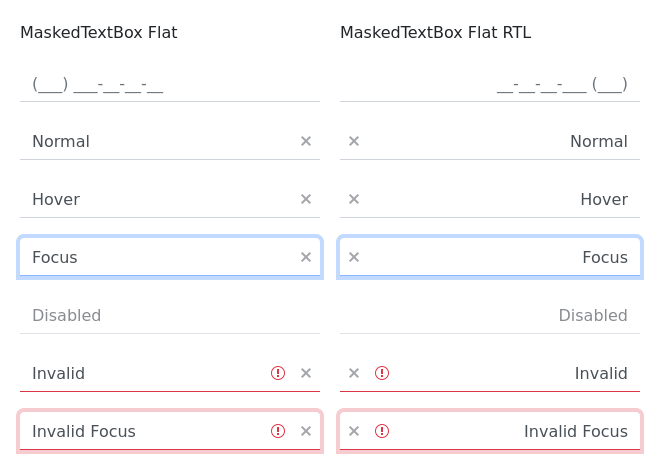 MaskedTextBox Flat
(___) ___-__-__-__
Normal
Hover
Focus
Disabled
Invalid
Invalid Focus
MaskedTextBox Flat RTL
__-__-__-___ (___)
Normal
Hover
Focus
Disabled
Invalid
Invalid Focus